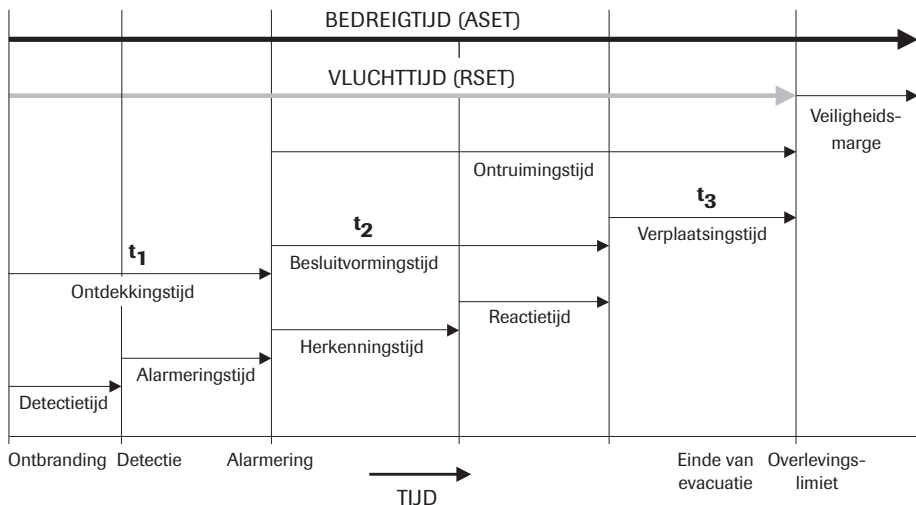 BEDREIGTIJD (ASET)
VLUCHTTIJD (RSET)
Veiligheids-
marge
Ontruimingstijd
t3
Verplaatsingstijd
t2
Besluitvormingstijd
t1
Ontdekkingstijd
Reactietijd
Herkenningstijd
Alarmeringstijd
Detectietijd
Ontbranding
Detectie
Alarmering
Einde van
evacuatie
Overlevings-
limiet
TIJD